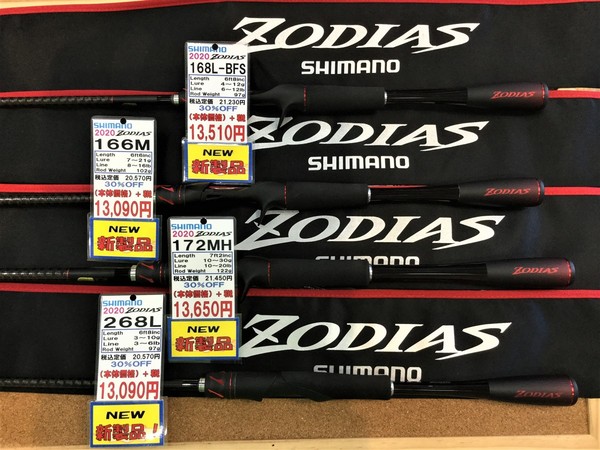 ZODIAS
SHIMANO
SHIMANO
2020 ZODIAS
168L-BFS
Length 6ft8inc
Lure 4～12g
Line 6～12lb
Rod Weight 97g
税込定価 21,230円
30%OFF
(本体価格)+税
13,510円
NEW
新製品
ZODIAS
ZODIAS
SHIMANO
SHIMANO
2020 ZODIAS
166M
Length 6ft6inc
Lure 7～21g
Line 8～16lb
Rod Weight 102g
税込定価 20,570円
30%OFF
(本体価格)+税
13,090円
NEW
新製品!
ZODIAS
ZODIAS
SHIMANO
SHIMANO
2020 ZODIAS
172MH
Length 7ft2inc
Lure 10～30g
Line 10～20lb
Rod Weight 122g
税込定価 21,450円
30%OFF
(本体価格)+税
13,650円
NEW
新製品
ZODIAS
ZODIAS
SHIMANO
SHIMANO
2020 ZODIAS
268L
Length 6ft8inc
Lure 3～10g
Line 3～6lb
Rod Weight 97g
税込定価 20,570円
30%OFF
(本体価格)+税
13,090円
NEW
新製品!
ZODIAS